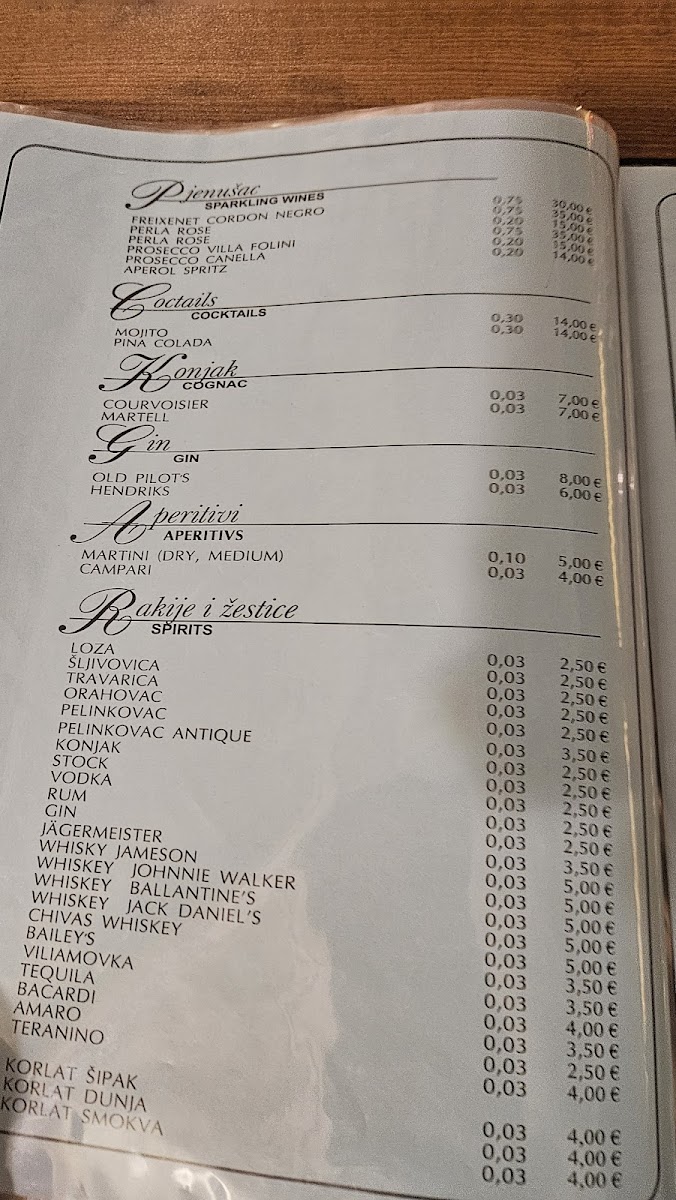 Pjenušac
SPARKLING WINES
FREIXENET CORDON NEGRO 0,75 30,00 €
PERLA ROSE 0,75 35,00 €
PERLA ROSE 0,20 15,00 €
PROSECCO VILLA FOLINI 0,75 35,00 €
PROSECCO CANELLA 0,20 15,00 €
APEROL SPRITZ 0,20 14,00 €
Coctails
COCKTAILS
MOJITO 0,30 14,00 €
PINA COLADA 0,30 14,00 €
Konjak
COGNAC
COURVOISIER 0,03 7,00 €
MARTELL 0,03 7,00 €
Gin
GIN
OLD PILOT'S 0,03 8,00 €
HENDRIKS 0,03 6,00 €
Aperitivi
APERITIVS
MARTINI (DRY, MEDIUM) 0,10 5,00 €
CAMPARI 0,03 4,00 €
Rakije i žestice
SPIRITS
LOZA 0,03 2,50 €
ŠLJIVOVICA 0,03 2,50 €
TRAVARICA 0,03 2,50 €
ORAHOVAC 0,03 2,50 €
PELINKOVAC 0,03 2,50 €
PELINKOVAC ANTIQUE 0,03 3,50 €
KONJAK 0,03 2,50 €
STOCK 0,03 2,50 €
VODKA 0,03 2,50 €
RUM 0,03 2,50 €
GIN 0,03 2,50 €
JÄGERMEISTER 0,03 3,50 €
WHISKY JAMESON 0,03 5,00 €
WHISKEY JOHNNIE WALKER 0,03 5,00 €
WHISKEY BALLANTINE'S 0,03 5,00 €
WHISKEY JACK DANIEL'S 0,03 5,00 €
CHIVAS WHISKEY 0,03 5,00 €
BAILEY'S 0,03 3,50 €
VILIAMOVKA 0,03 3,50 €
TEQUILA 0,03 4,00 €
BACARDI 0,03 3,50 €
AMARO 0,03 2,50 €
TERANINO 0,03 4,00 €
KORLAT ŠIPAK 0,03 4,00 €
KORLAT DUNJA 0,03 4,00 €
KORLAT SMOKVA 0,03 4,00 €